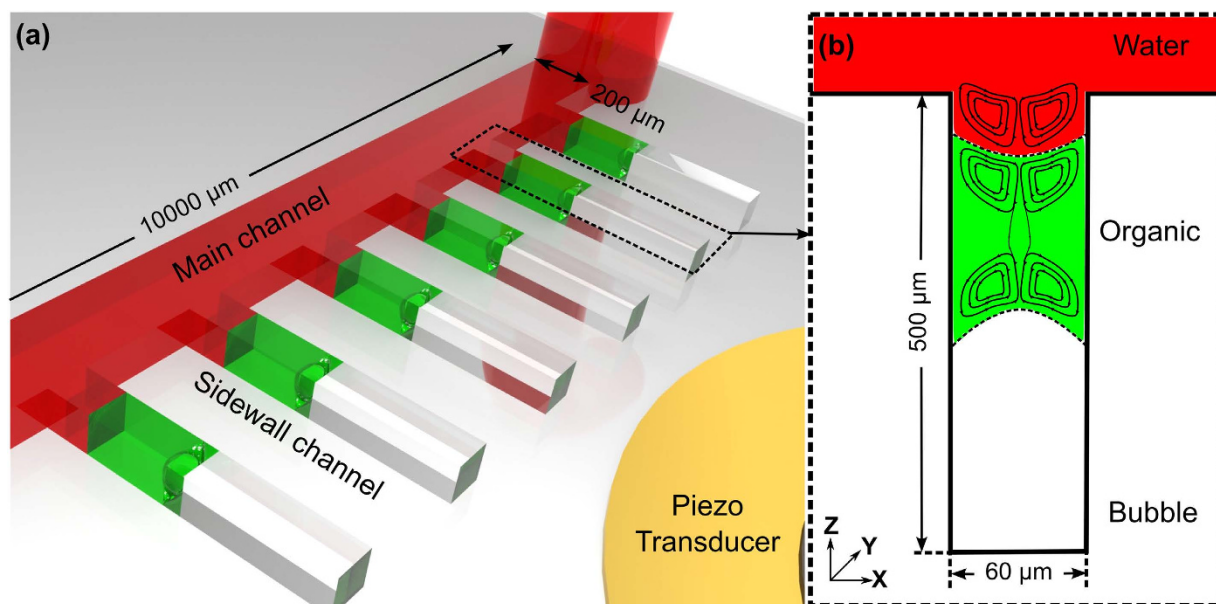 (a)
10000 µm
200 µm
Main channel
Sidewall channel
Piezo
Transducer
(b)
Water
Organic
500 µm
Bubble
Z
Y
X
60 µm